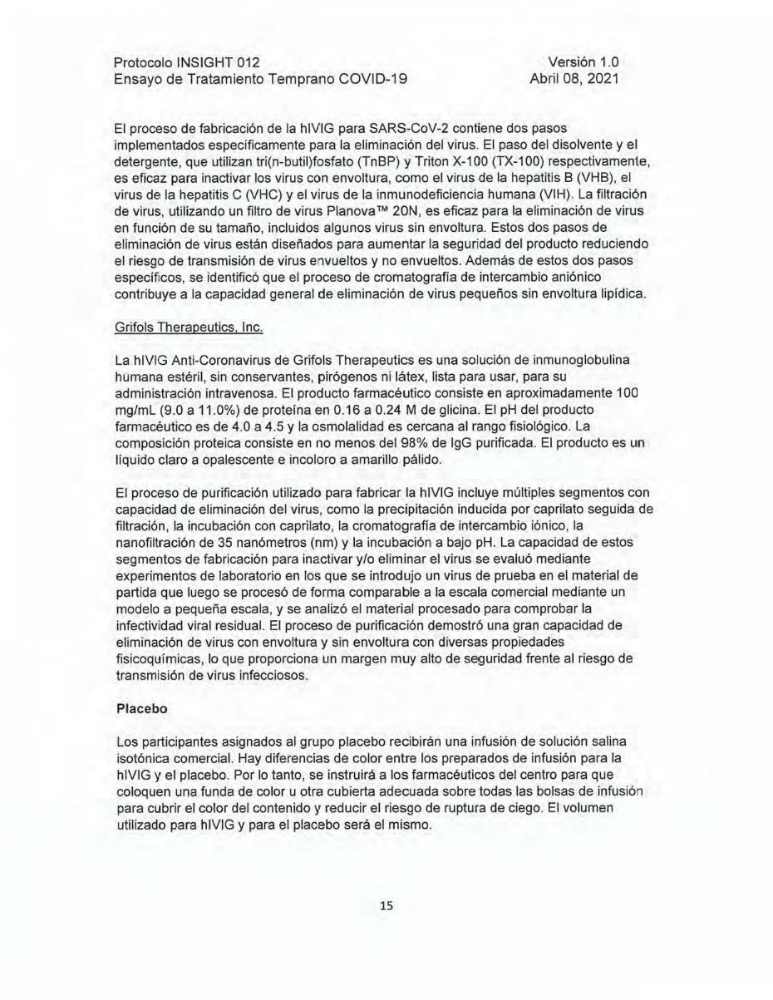 Protocolo INSIGHT 012 Versión 1.0
Ensayo de Tratamiento Temprano COVID-19 Abril 08, 2021
El proceso de fabricación de la hIVIG para SARS-CoV-2 contiene dos pasos
implementados específicamente para la eliminación del virus. El paso del disolvente y el
detergente, que utilizan tri(n-butil)fosfato (TnBP) y Triton X-100 (TX-100) respectivamente,
es eficaz para inactivar los virus con envoltura, como el virus de la hepatitis B (VHB), el
virus de la hepatitis C (VHC) y el virus de la inmunodeficiencia humana (VIH). La filtración
de virus, utilizando un filtro de virus Planova™ 20N, es eficaz para la eliminación de virus
en función de su tamaño, incluidos algunos virus sin envoltura. Estos dos pasos de
eliminación de virus están diseñados para aumentar la seguridad del producto reduciendo
el riesgo de transmisión de virus envueltos y no envueltos. Además de estos dos pasos
específicos, se identificó que el proceso de cromatografía de intercambio aniónico
contribuye a la capacidad general de eliminación de virus pequeños sin envoltura lipídica.
Grifols Therapeutics, Inc.
La hIVIG Anti-Coronavirus de Grifols Therapeutics es una solución de inmunoglobulina
humana estéril, sin conservantes, pirógenos ni látex, lista para usar, para su
administración intravenosa. El producto farmacéutico consiste en aproximadamente 100
mg/mL (9.0 a 11.0%) de proteína en 0.16 a 0.24 M de glicina. El pH del producto
farmacéutico es de 4.0 a 4.5 y la osmolalidad es cercana al rango fisiológico. La
composición proteica consiste en no menos del 98% de IgG purificada. El producto es un
líquido claro a opalescente e incoloro a amarillo pálido.
El proceso de purificación utilizado para fabricar la hIVIG incluye múltiples segmentos con
capacidad de eliminación del virus, como la precipitación inducida por caprilato seguida de
filtración, la incubación con caprilato, la cromatografía de intercambio iónico, la
nanofiltración de 35 nanómetros (nm) y la incubación a bajo pH. La capacidad de estos
segmentos de fabricación para inactivar y/o eliminar el virus se evaluó mediante
experimentos de laboratorio en los que se introdujo un virus de prueba en el material de
partida que luego se procesó de forma comparable a la escala comercial mediante un
modelo a pequeña escala, y se analizó el material procesado para comprobar la
infectividad viral residual. El proceso de purificación demostró una gran capacidad de
eliminación de virus con envoltura y sin envoltura con diversas propiedades
fisicoquímicas, lo que proporciona un margen muy alto de seguridad frente al riesgo de
transmisión de virus infecciosos.
Placebo
Los participantes asignados al grupo placebo recibirán una infusión de solución salina
isotónica comercial. Hay diferencias de color entre los preparados de infusión para la
hIVIG y el placebo. Por lo tanto, se instruirá a los farmacéuticos del centro para que
coloquen una funda de color u otra cubierta adecuada sobre todas las bolsas de infusión
para cubrir el color del contenido y reducir el riesgo de ruptura de ciego. El volumen
utilizado para hIVIG y para el placebo será el mismo.
15